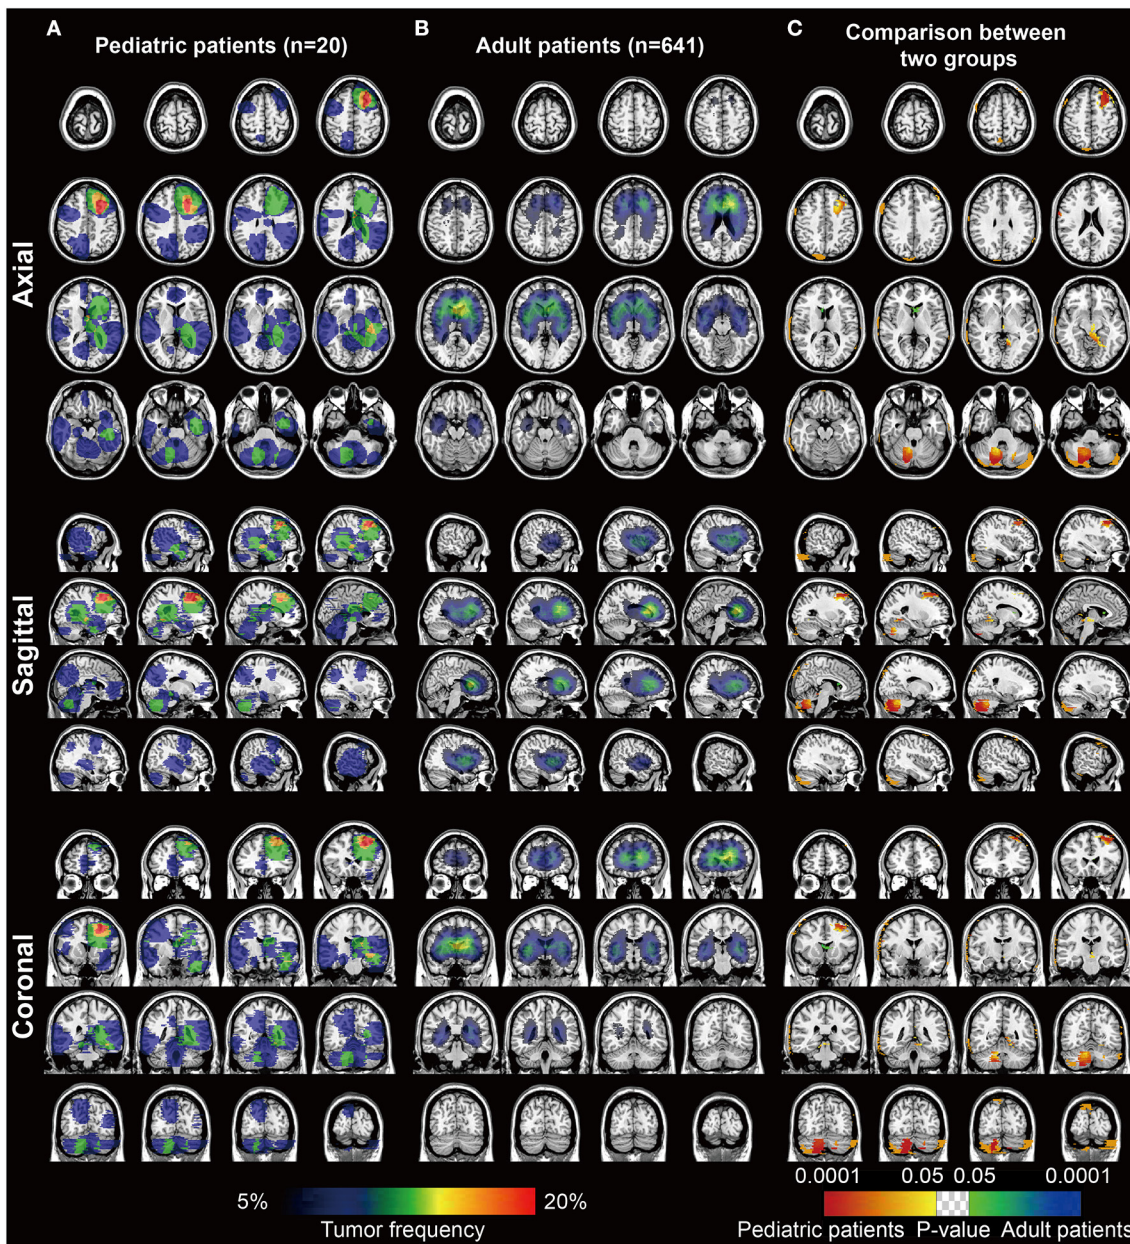 A
Pediatric patients (n=20)
B
Adult patients (n=641)
C
Comparison between
two groups
Axial
Sagittal
Coronal
5%
20%
Tumor frequency
0.0001 0.05 0.05 0.0001
Pediatric patients P-value Adult patients